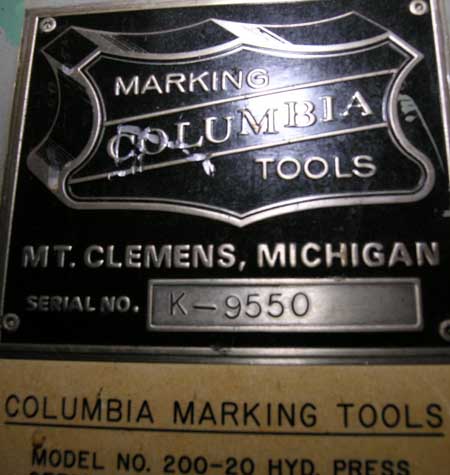 MARKING
COLUMBIA
TOOLS
MT. CLEMENS, MICHIGAN
SERIAL NO. K-9550
COLUMBIA MARKING TOOLS
MODEL NO. 200-20 HYD. PRESS